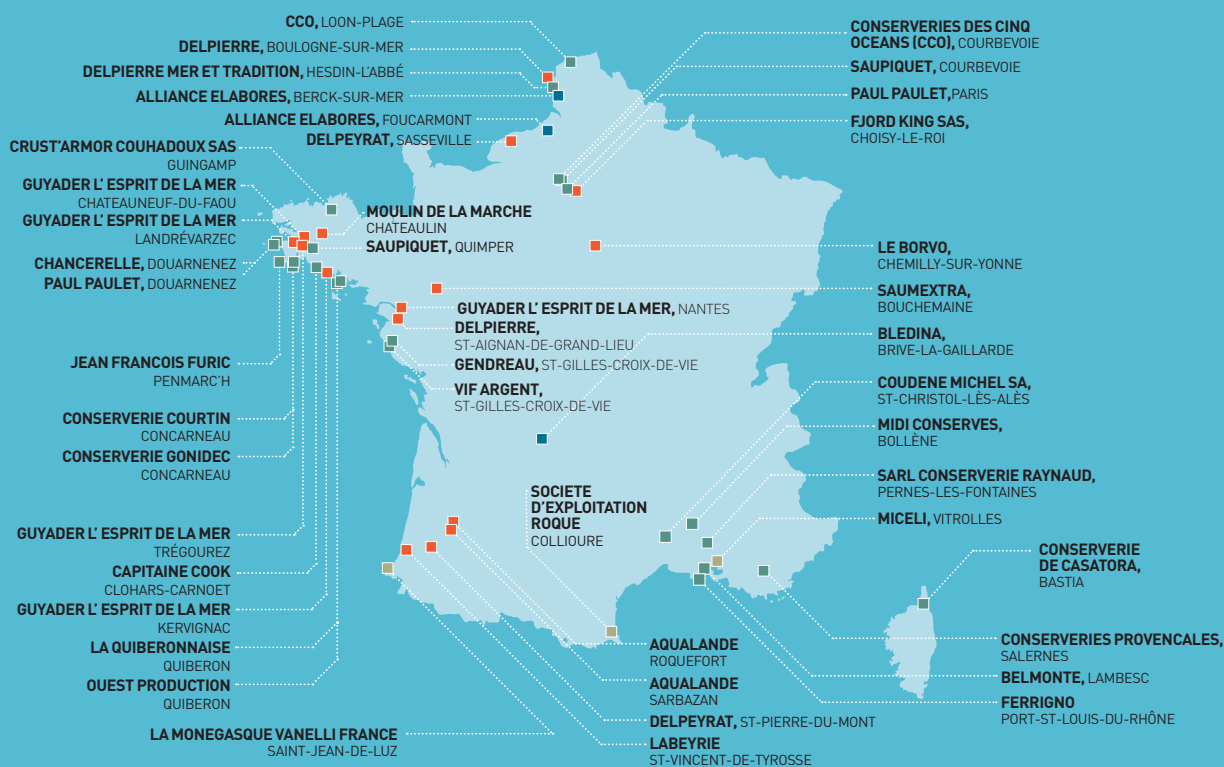 CCO, LOON-PLAGE
DELPIERRE, BOULOGNE-SUR-MER
DELPIERRE MER ET TRADITION, HESDIN-L'ABBÉ
ALLIANCE ELABORES, BERCK-SUR-MER
ALLIANCE ELABORES, FOUCARMONT
DELPEYRAT, SASSEVILLE
CRUST'ARMOR COUHADOUX SAS
GUINGAMP
GUYADER L' ESPRIT DE LA MER
CHATEAUNEUF-DU-FAOU
GUYADER L' ESPRIT DE LA MER
LANDRÉVARZEC
CHANCERELLE, DOUARNENEZ
PAUL PAULET, DOUARNENEZ
MOULIN DE LA MARCHE
CHATEAULIN
SAUPIQUET, QUIMPER
JEAN FRANCOIS FURIC
PENMARC'H
CONSERVERIE COURTIN
CONCARNEAU
CONSERVERIE GONIDEC
CONCARNEAU
GUYADER L' ESPRIT DE LA MER
TRÉGOUREZ
CAPITAINE COOK
CLOHARS-CARNOET
GUYADER L' ESPRIT DE LA MER
KERVIGNAC
LA QUIBERONNAISE
QUIBERON
OUEST PRODUCTION
QUIBERON
LA MONEGASQUE VANELLI FRANCE
SAINT-JEAN-DE-LUZ
GUYADER L' ESPRIT DE LA MER, NANTES
DELPIERRE,
ST-AIGNAN-DE-GRAND-LIEU
GENDREAU, ST-GILLES-CROIX-DE-VIE
VIF ARGENT,
ST-GILLES-CROIX-DE-VIE
SOCIETE
D'EXPLOITATION
ROQUE
COLLIOURE
CONSERVERIES DES CINQ
OCEANS (CCO), COURBEVOIE
SAUPIQUET, COURBEVOIE
PAUL PAULET, PARIS
FJORD KING SAS,
CHOISY-LE-ROI
LE BORVO,
CHEMILLY-SUR-YONNE
SAUMEXTRA,
BOUCHEMAINE
BLEDINA,
BRIVE-LA-GAILLARDE
COUDENE MICHEL SA,
ST-CHRISTOL-LÈS-ALÈS
MIDI CONSERVES,
BOLLÈNE
SARL CONSERVERIE RAYNAUD,
PERNES-LES-FONTAINES
MICELI, VITROLLES
CONSERVERIE
DE CASATORA,
BASTIA
CONSERVERIES PROVENCALES,
SALERNES
BELMONTE, LAMBESC
FERRIGNO
PORT-ST-LOUIS-DU-RHÔNE
AQUALANDE
ROQUEFORT
AQUALANDE
SARBAZAN
DELPEYRAT, ST-PIERRE-DU-MONT
LABEYRIE
ST-VINCENT-DE-TYROSSE